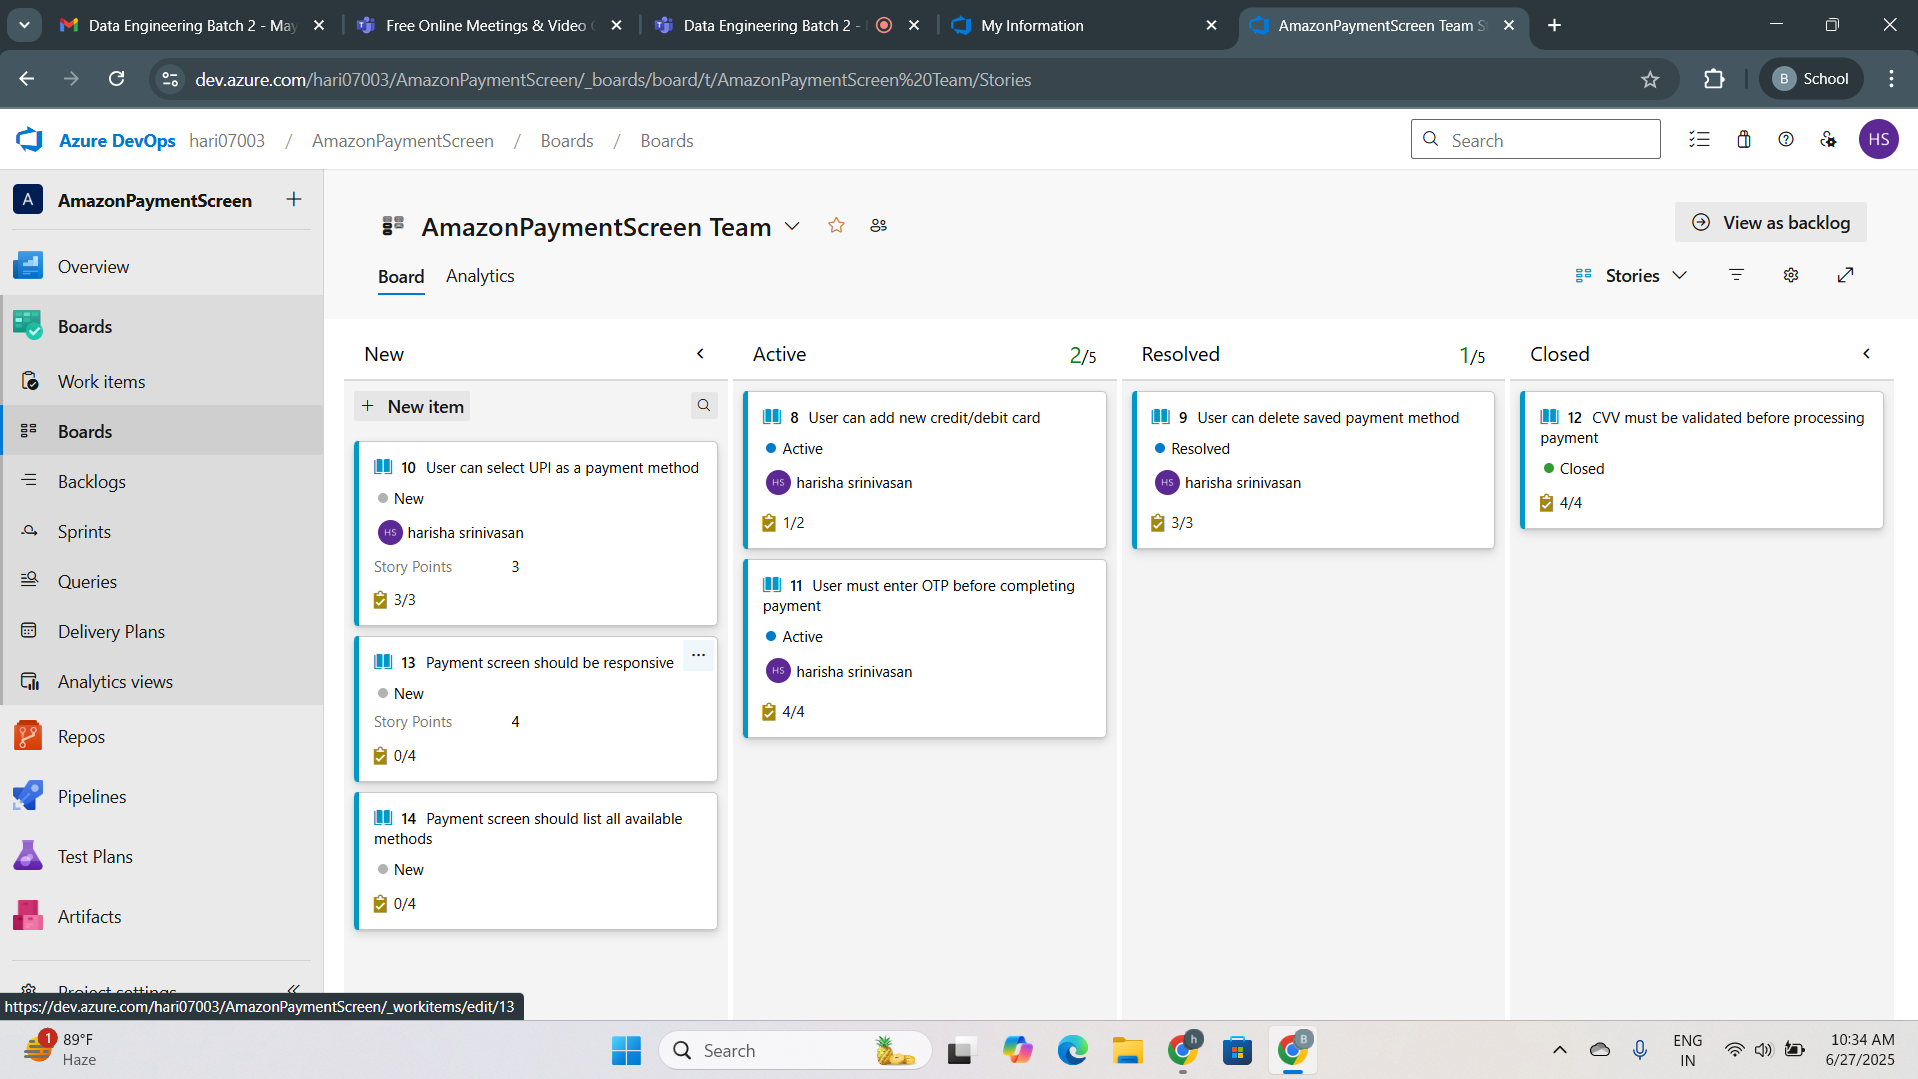 Data Engineering Batch 2 - May
Free Online Meetings & Video C
Data Engineering Batch 2 -
My Information
AmazonPaymentScreen Team St
dev.azure.com/hari07003/AmazonPaymentScreen/_boards/board/t/AmazonPaymentScreen%20Team/Stories
B School
Azure DevOps hari07003 / AmazonPaymentScreen / Boards / Boards
Search
HS
A AmazonPaymentScreen
Overview
Boards
Work items
Boards
Backlogs
Sprints
Queries
Delivery Plans
Analytics views
Repos
Pipelines
Test Plans
Artifacts
Project settings
https://dev.azure.com/hari07003/AmazonPaymentScreen/_workitems/edit/13
AmazonPaymentScreen Team
View as backlog
Board Analytics
Stories
New
New item
10 User can select UPI as a payment method
New
HS harisha srinivasan
Story Points 3
3/3
13 Payment screen should be responsive
New
Story Points 4
0/4
14 Payment screen should list all available
methods
New
0/4
Active 2/5
8 User can add new credit/debit card
Active
HS harisha srinivasan
1/2
11 User must enter OTP before completing
payment
Active
HS harisha srinivasan
4/4
Resolved 1/5
9 User can delete saved payment method
Resolved
HS harisha srinivasan
3/3
Closed
12 CVV must be validated before processing
payment
Closed
4/4
1
89°F
Haze
Search
h
B
ENG
IN
10:34 AM
6/27/2025